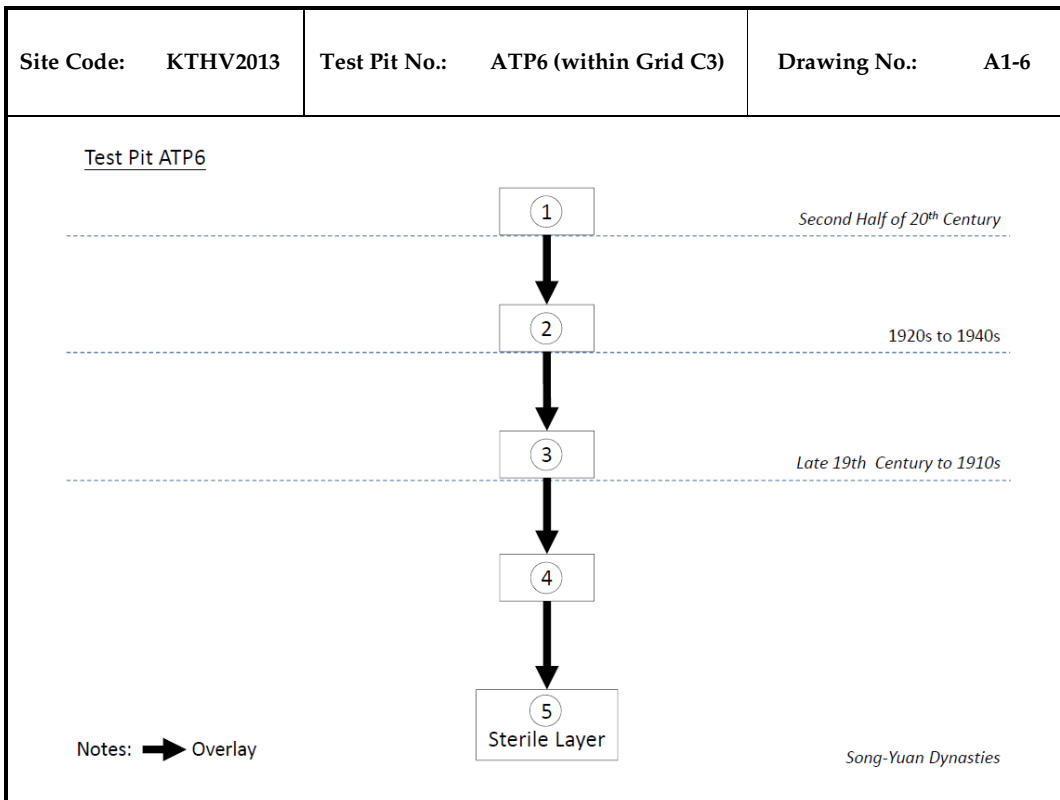 Site Code: KTHV2013 Test Pit No.: ATP6 (within Grid C3) Drawing No.: A1-6
Test Pit ATP6
1
Second Half of 20th Century
2
1920s to 1940s
3
Late 19th Century to 1910s
4
5
Sterile Layer
Notes: Overlay
Song-Yuan Dynasties